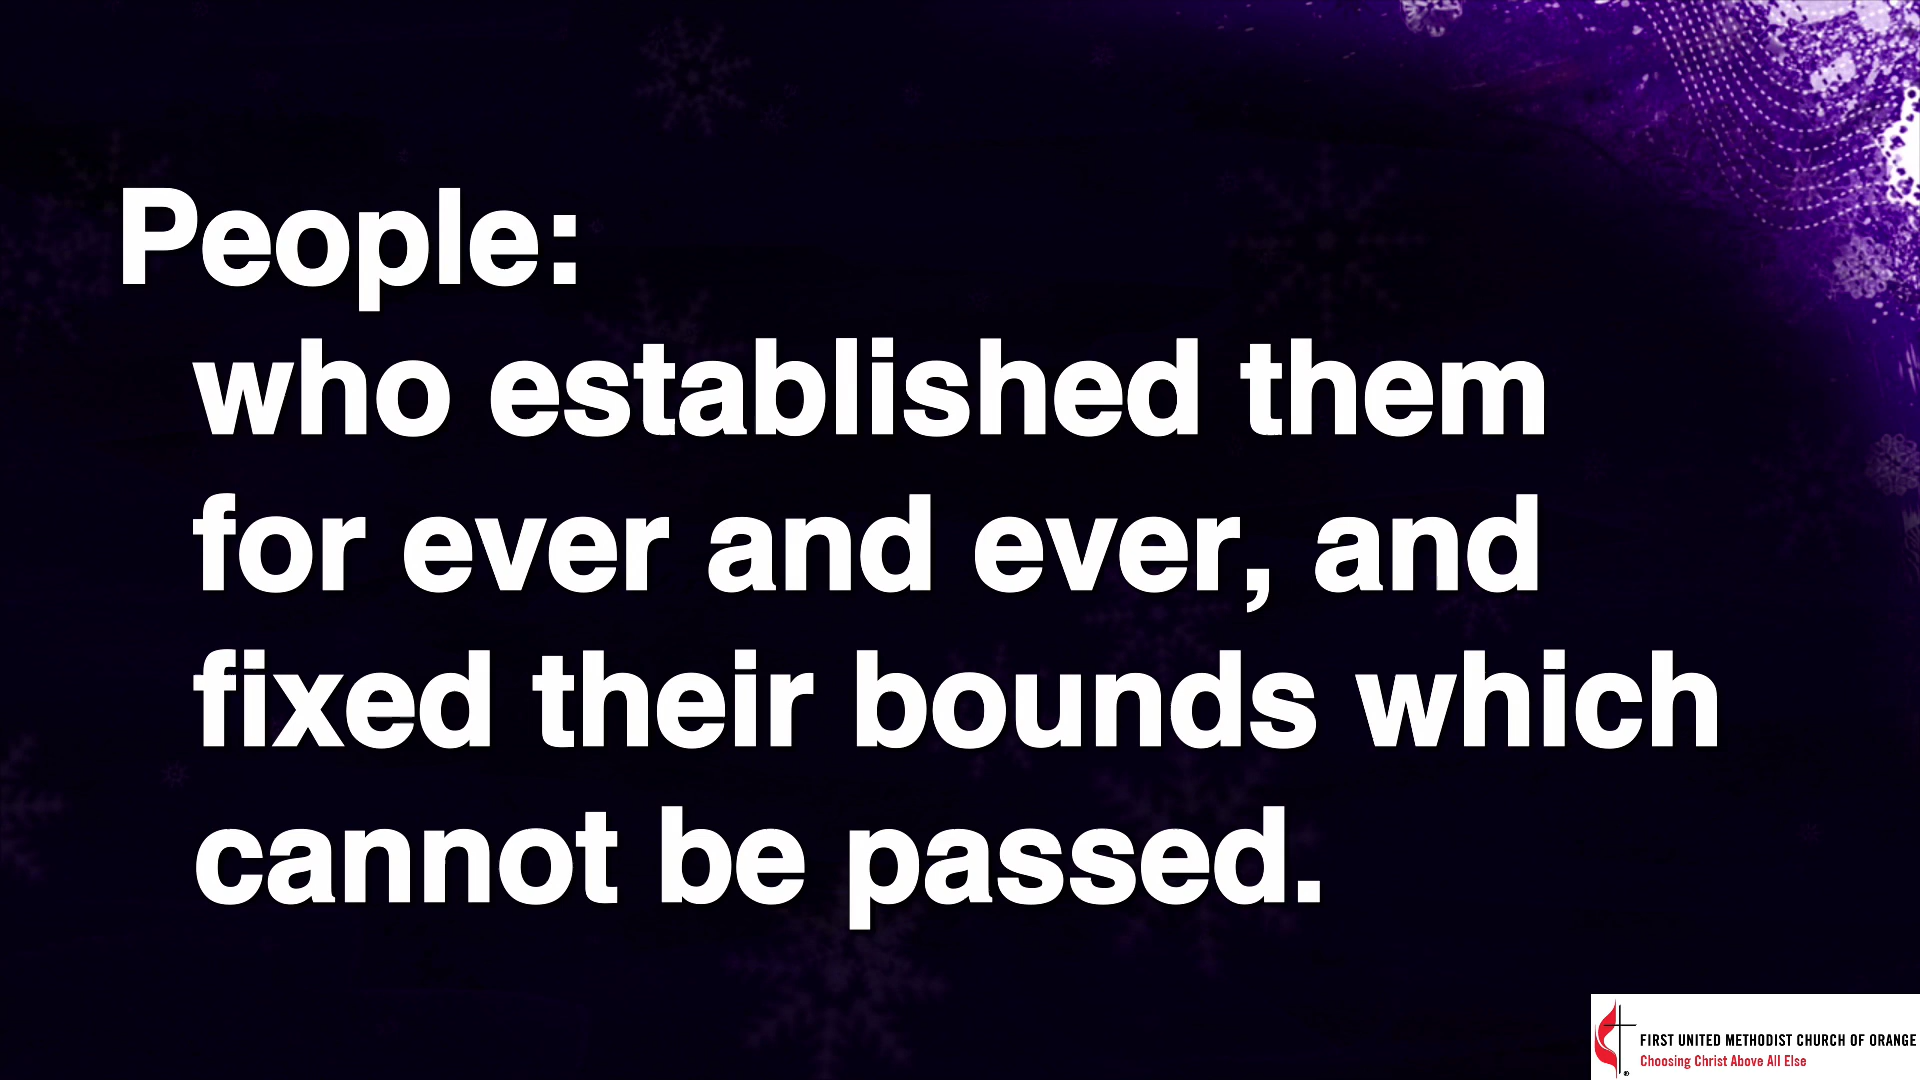 People:
who established them
for ever and ever, and
fixed their bounds which
cannot be passed.
FIRST UNITED METHODIST CHURCH OF ORANGE
Choosing Christ Above All Else
®